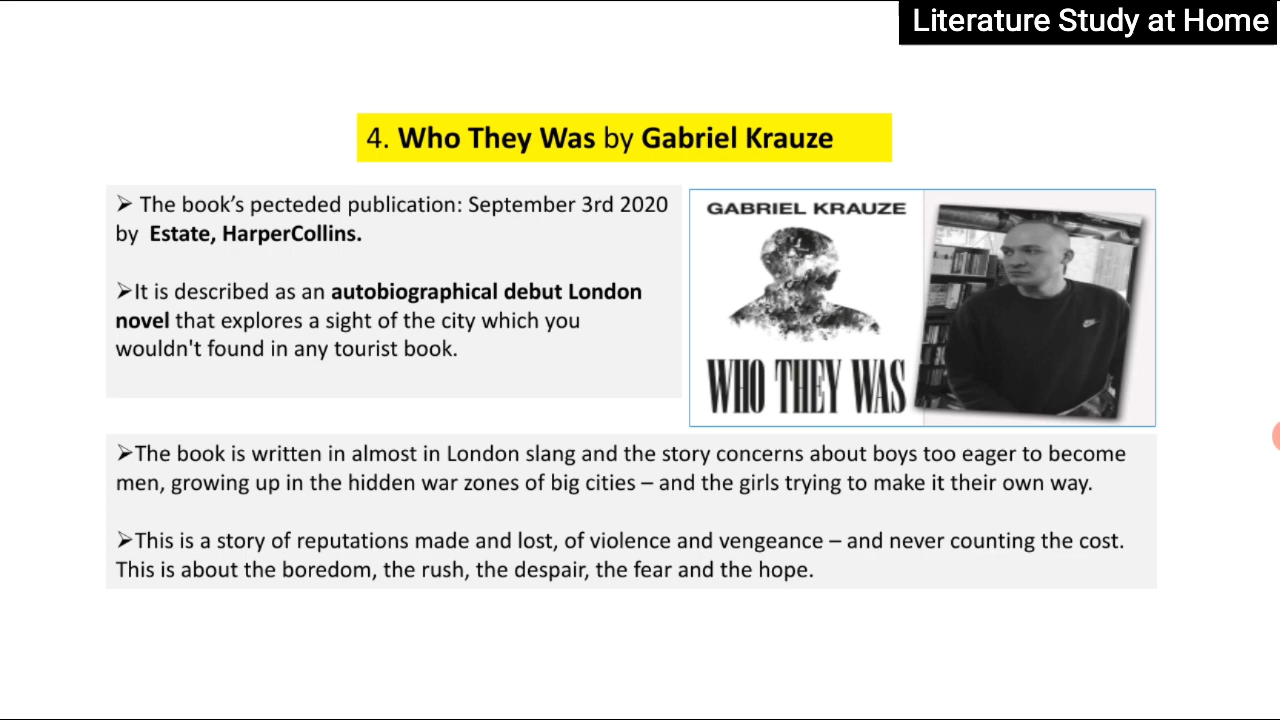 Literature Study at Home
4. Who They Was by Gabriel Krauze
➢ The book's pecteded publication: September 3rd 2020
by Estate, HarperCollins.
➢It is described as an autobiographical debut London
novel that explores a sight of the city which you
wouldn't found in any tourist book.
GABRIEL KRAUZE
WHO THEY WAS
➢The book is written in almost in London slang and the story concerns about boys too eager to become
men, growing up in the hidden war zones of big cities – and the girls trying to make it their own way.
➢This is a story of reputations made and lost, of violence and vengeance – and never counting the cost.
This is about the boredom, the rush, the despair, the fear and the hope.